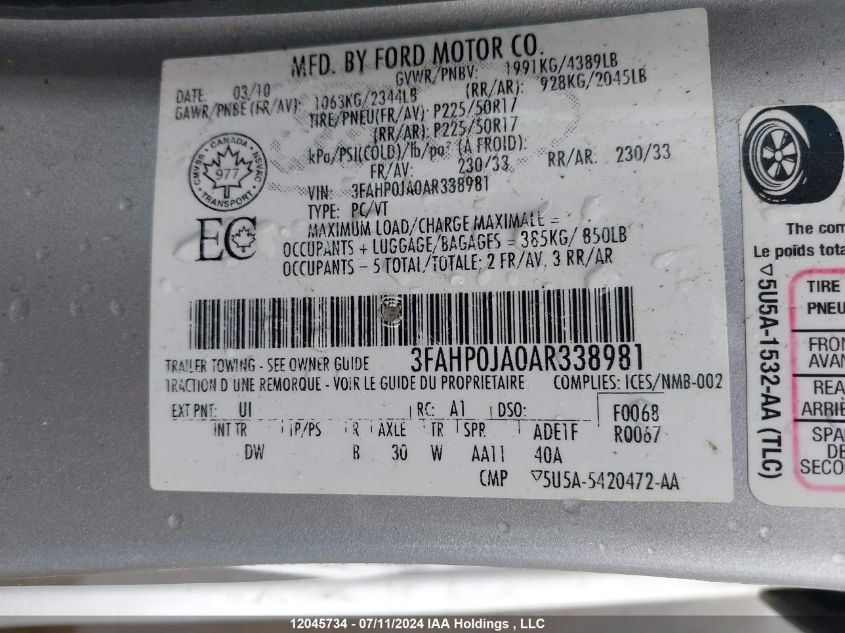 MFD. BY FORD MOTOR CO.
DATE: 03/10 GVWR/PNBV: 1991KG/4389LB
GAWR/PNBE (FR/AV): 1063KG/2344LB (RR/AR): 928KG/2045LB
TIRE/PNEU(FR/AV): P225/50R17
(RR/AR): P225/50R17
kPa/PSI(COLD)/lb/po² (A FROID):
FR/AV: 230/33 RR/AR: 230/33
CANADA
CMVSS NSVAC
977
TRANSPORT
VIN: 3FAHP0JA0AR338981
TYPE: PC/VT
EC
MAXIMUM LOAD/CHARGE MAXIMALE =
OCCUPANTS + LUGGAGE/BAGAGES = 385KG/ 850LB
OCCUPANTS - 5 TOTAL/TOTALE: 2 FR/AV, 3 RR/AR
TRAILER TOWING - SEE OWNER GUIDE 3FAHP0JA0AR338981
TRACTION D'UNE REMORQUE - VOIR LE GUIDE DU PROPRIETAIRE COMPLIES: ICES/NMB-002
EXT PNT: UI RC: A1 DSO: F0068
R0067
INT TR TP/PS R AXLE TR SPR ADE1F
DW B 30 W AA11 40A
CMP ▽5U5A-5420472-AA
The com
Le poids tota
▽5U5A-1532-AA (TLC)
TIRE
PNEU
FRON
AVAN
REA
ARRIÈ
SPA
DE
SECO
12045734 - 07/11/2024 IAA Holdings , LLC